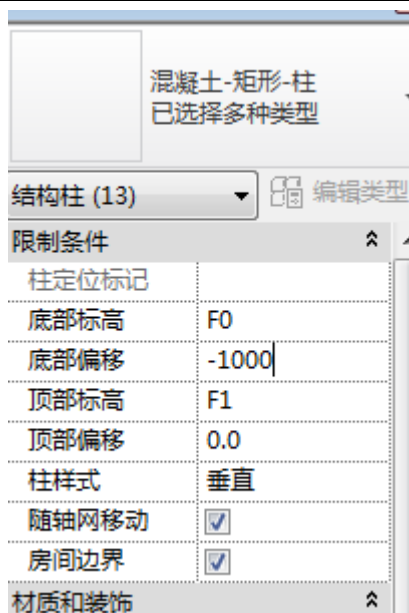 混凝土-矩形-柱
已选择多种类型
结构柱 (13) 编辑类型
限制条件
柱定位标记
底部标高 F0
底部偏移 -1000
顶部标高 F1
顶部偏移 0.0
柱样式 垂直
随轴网移动
房间边界
材质和装饰